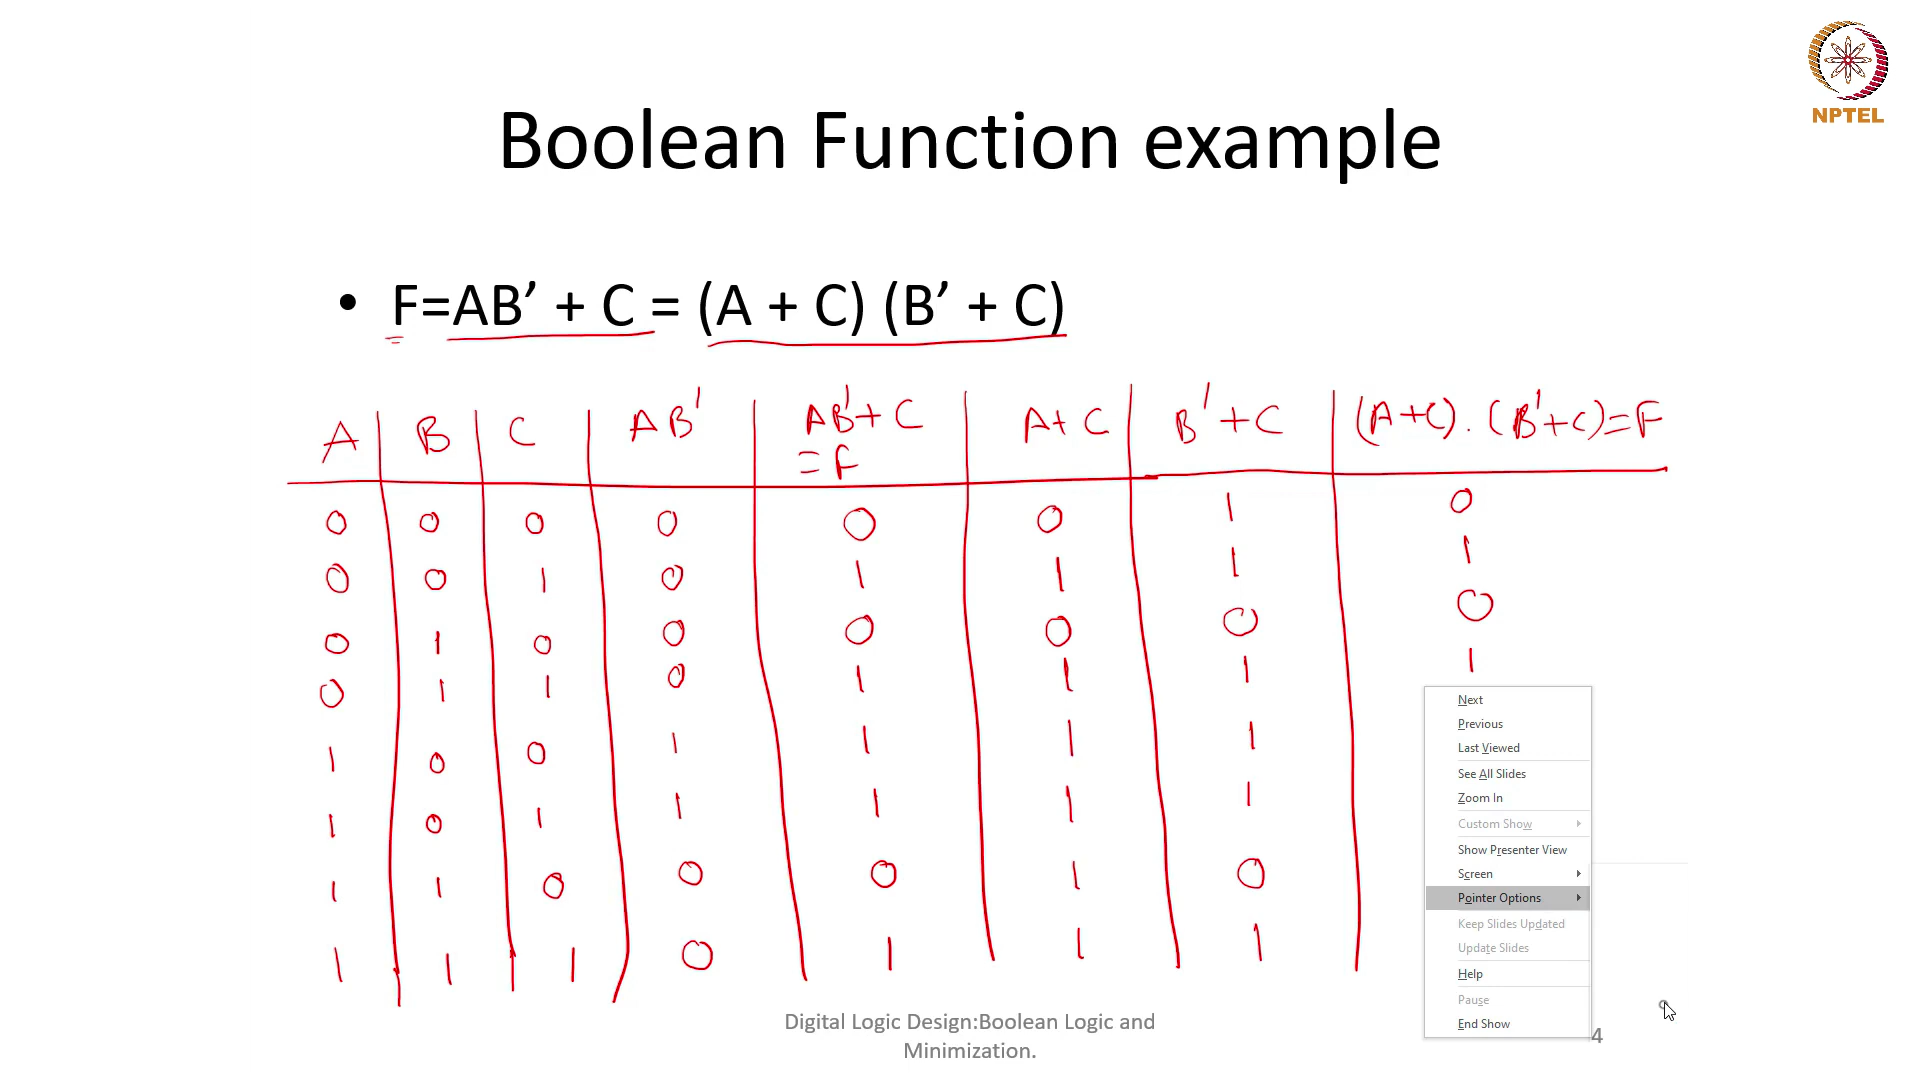 NPTEL
Boolean Function example
• F=AB’ + C = (A + C) (B’ + C)
A B C AB' AB'+C =F A+C B'+C (A+C).(B'+C)=F
0 0 0 0 0 0 1 0
0 0 1 0 1 1 1 1
0 1 0 0 0 0 0 0
0 1 1 0 1 1 1 1
1 0 0 1 1 1 1
1 0 1 1 1 1 1
1 1 0 0 0 1 0
1 1 1 0 1 1 1
Next
Previous
Last Viewed
See All Slides
Zoom In
Custom Show
Show Presenter View
Screen
Pointer Options
Keep Slides Updated
Update Slides
Help
Pause
End Show
Digital Logic Design:Boolean Logic and
Minimization.
4